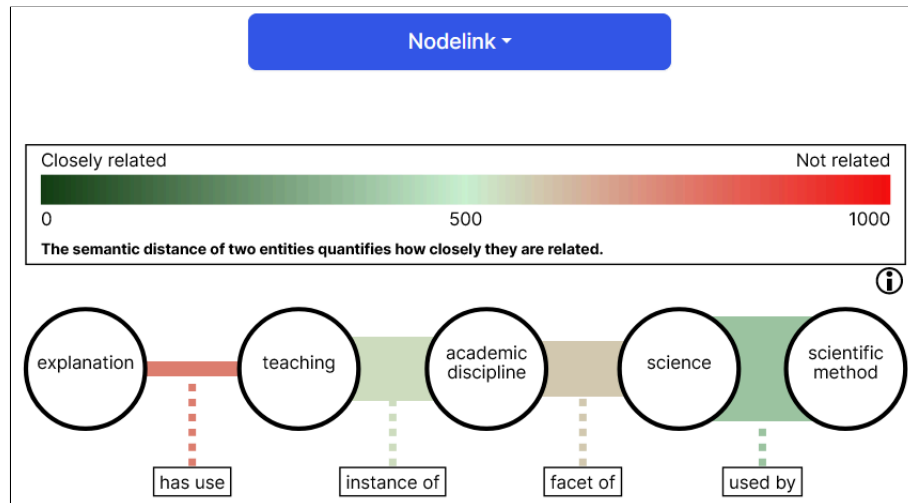 Nodelink
Closely related Not related
0 500 1000
The semantic distance of two entities quantifies how closely they are related.
i
explanation
teaching
academic
discipline
science
scientific
method
has use
instance of
facet of
used by